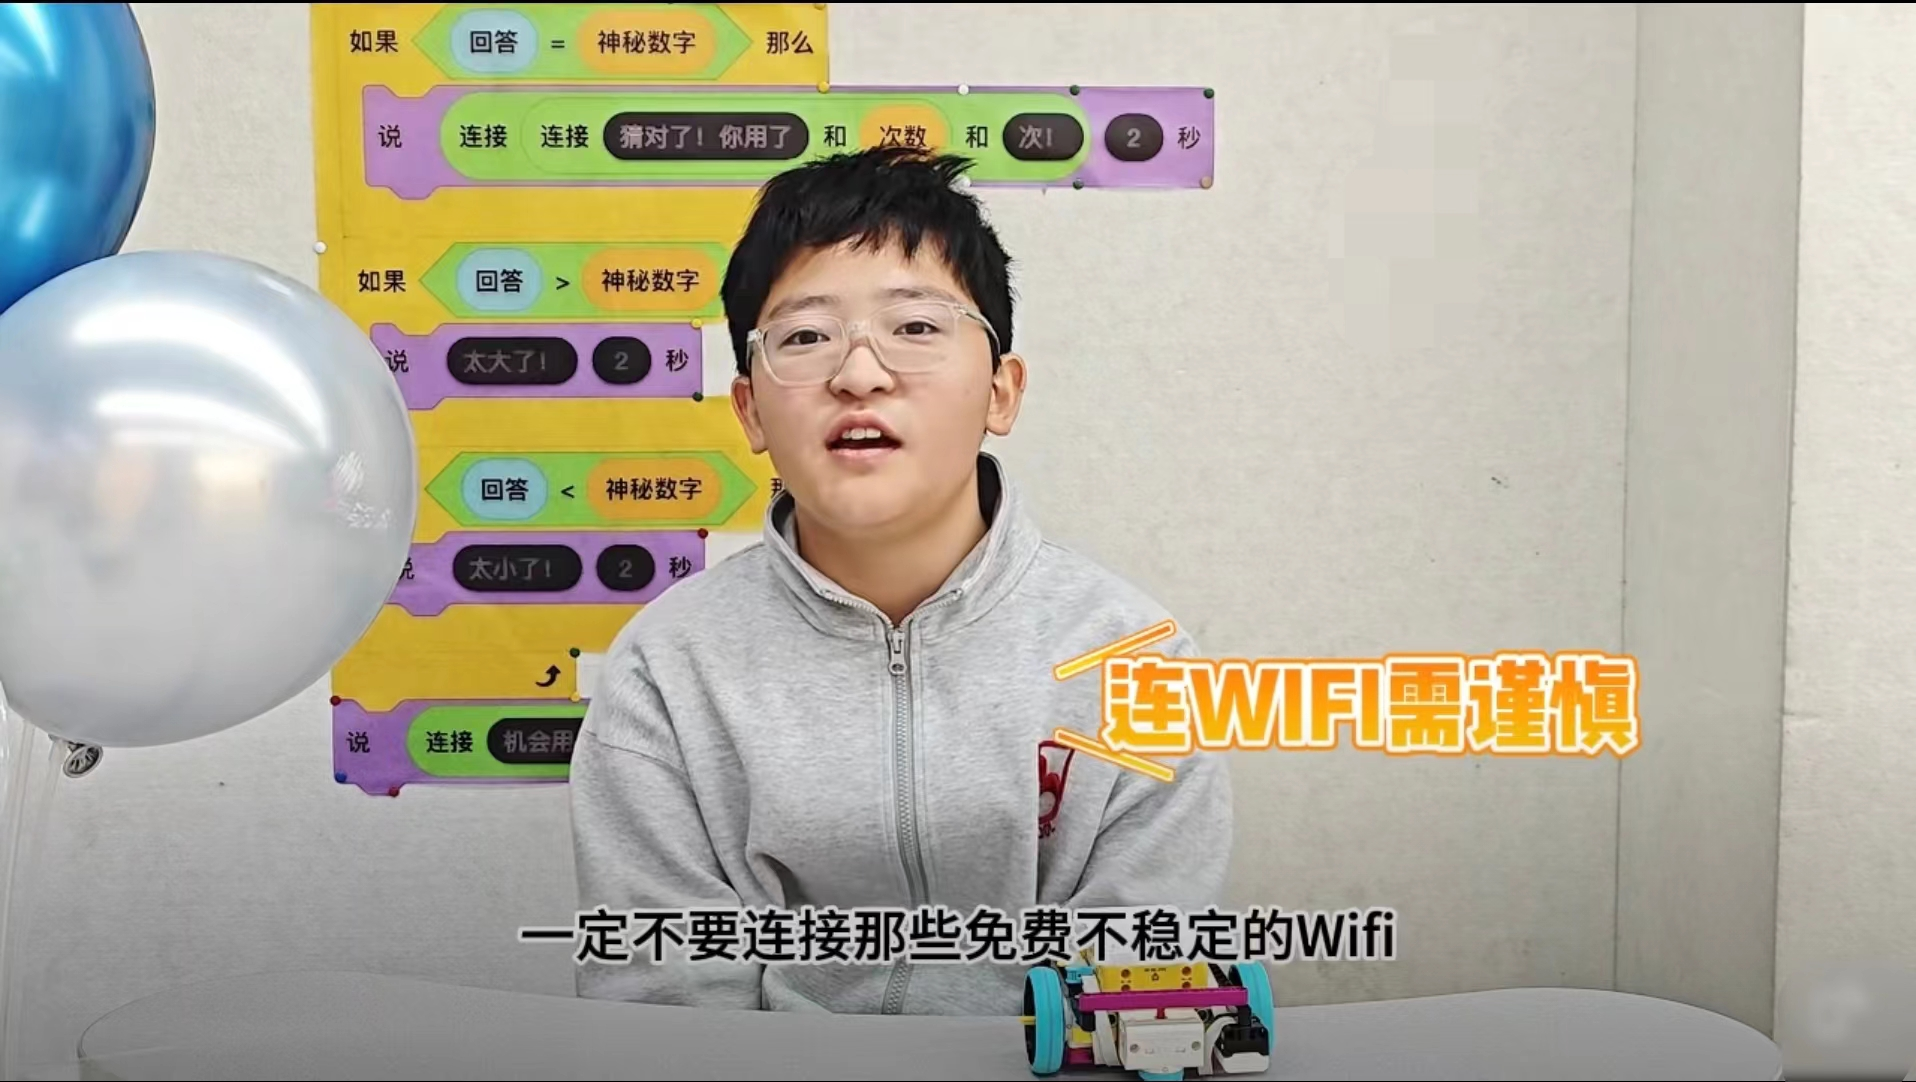 如果 回答 = 神秘数字 那么
说 连接 连接 猜对了！你用了 和 次数 和 次！ 2 秒
如果 回答 > 神秘数字
说 太大了！ 2 秒
回答 < 神秘数字
说 太小了！ 2 秒
说 连接 机会用
连WIFI需谨慎
一定不要连接那些免费不稳定的Wifi